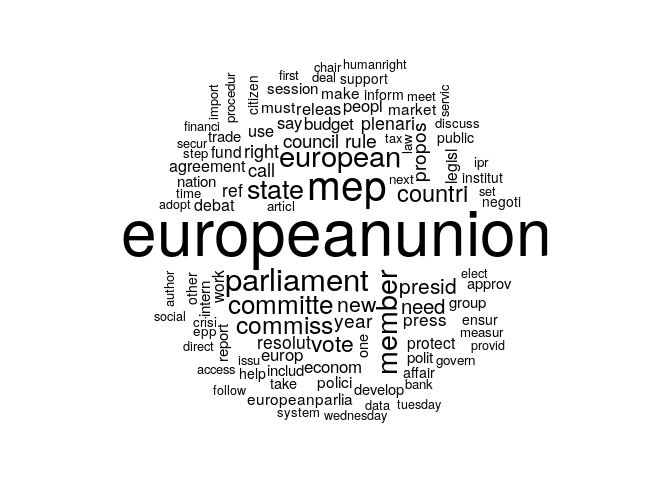 chair humanright
first deal support
import procedur citizen session make inform meet servic
must releas peopl market
financi say budget plenari discuss
trade use council rule tax law propos public
secur
step fund right european legisl ipr
agreement call next institut
nation state mep countri set
time ref
adopt debat articl negoti
europeanunion
author other intern work parliament member presid elect approv
committe new need group
social crisi commiss year press ensur
epp measur
direct report resolut vote one protect provid
issu europ polit govern
access help includ econom affair
follow take polici develop bank
europeanparlia data tuesday
system wednesday